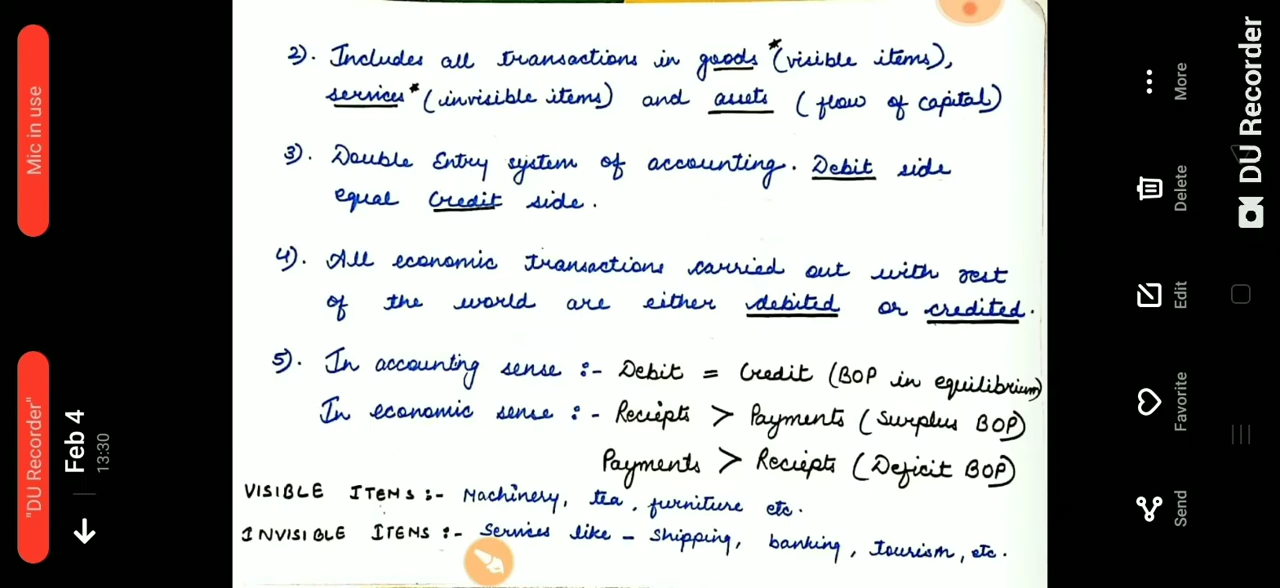 2). Includes all transactions in goods* (visible items),
services* (invisible items) and assets (flow of capital)
3). Double Entry system of accounting. Debit side
equal Credit side.
4). All economic transactions carried out with rest
of the world are either debited or credited.
5). In accounting sense :- Debit = Credit (BOP in equilibrium)
In economic sense :- Reciepts > Payments (Surplus BOP)
Payments > Reciepts (Deficit BOP)
VISIBLE ITENS :- Machinery, tea, furniture etc.
INVISIBLE ITENS :- Services like - Shipping, banking, tourism, etc.
Mic in use
"DU Recorder"
Feb 4
13:30
More
Delete
Edit
Favorite
Send
DU Recorder